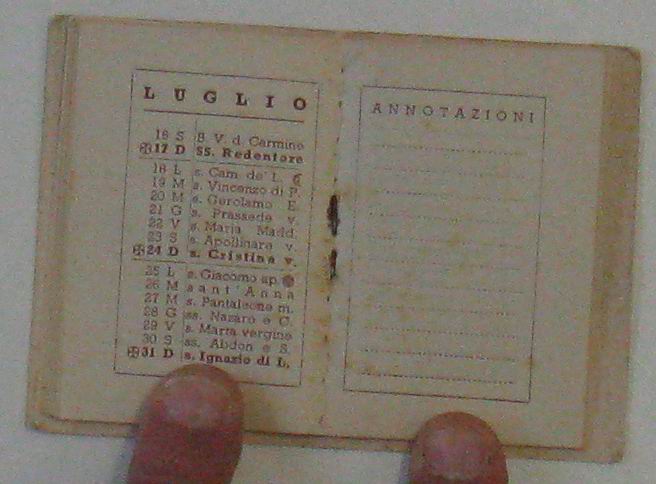 LUGLIO
16 S B V. d. Carmine
17 D SS. Redentore
18 L s. Cam. de' L.
19 M s. Vincenzo di P.
20 M s. Gerolamo E.
21 G s. Prassede v.
22 V s. Maria Madd.
23 S s. Apollinare v.
24 D s. Cristina v.
25 L s. Giacomo ap.
26 M sant'Anna
27 M s. Pantaleone m.
28 G ss. Nazaro e C.
29 V s. Marta vergine
30 S ss. Abdon e S.
31 D s. Ignazio di L.
ANNOTAZIONI